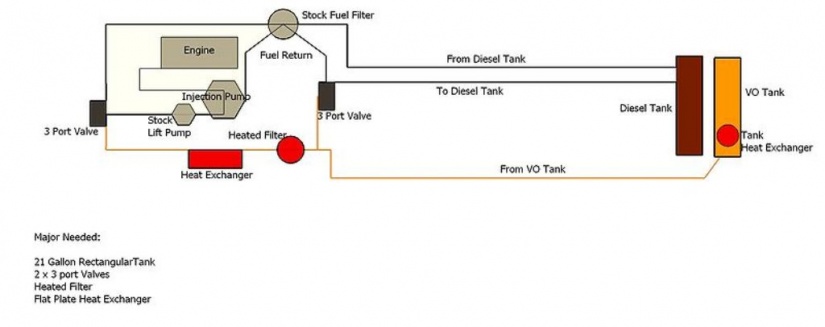 Stock Fuel Filter
Engine
Fuel Return
From Diesel Tank
To Diesel Tank
Injection Pump
VO Tank
Diesel Tank
3 Port Valve
Stock
Lift Pump
3 Port Valve
Heated Filter
Tank
Heat Exchanger
Heat Exchanger
From VO Tank
Major Needed:
21 Gallon RectangularTank
2 x 3 port Valves
Heated Filter
Flat Plate Heat Exchanger